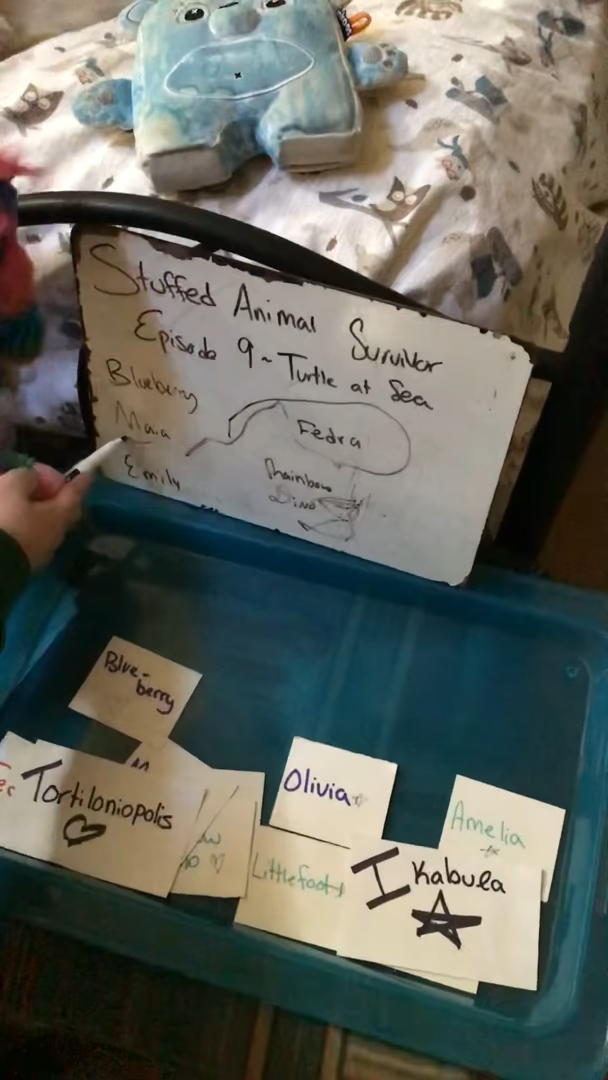 Stuffed Animal Survivor
Episode 9~Turtle at Sea
Blueberry
Maia
Emily
Fedra
Rainbow
Dino
Blue-
berry
Tortiloniopolis
Olivia
Littlefoot
Amelia
I Kabula